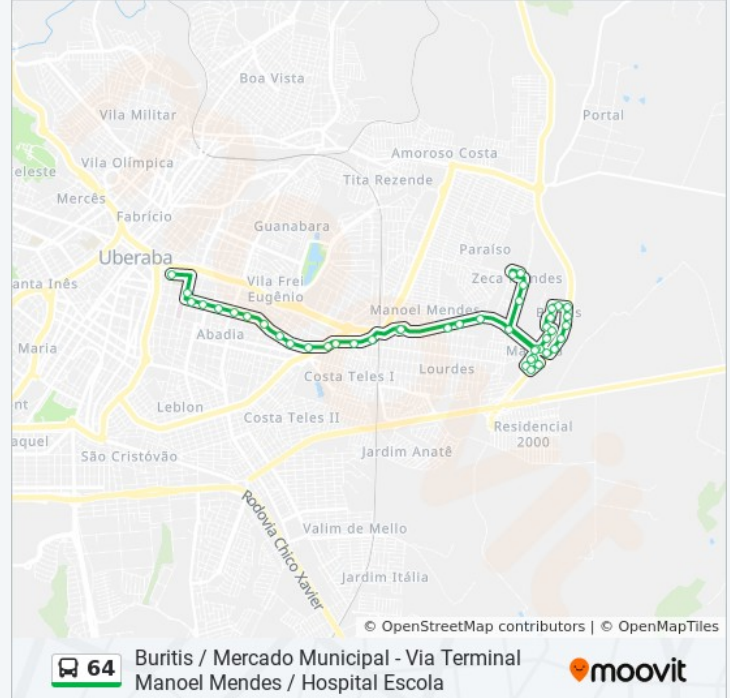 Boa Vista
Portal
Vila Militar
Amoroso Costa
Vila Olímpica
eleste
Tita Rezende
Mercês
Fabrício
Guanabara
Paraíso
Uberaba
Zeca Mendes
anta Inês
Vila Frei
Eugênio
Manoel Mendes
Abadia
Maria
Lourdes
Costa Teles I
nt
Leblon
Costa Teles II
Residencial
2000
aquel
São Cristóvão
Jardim Anatê
Rodovia Chico Xavier
Valim de Mello
Jardim Itália
© OpenStreetMap contributors | © OpenMapTiles
64
Buritis / Mercado Municipal - Via Terminal
Manoel Mendes / Hospital Escola
moovit